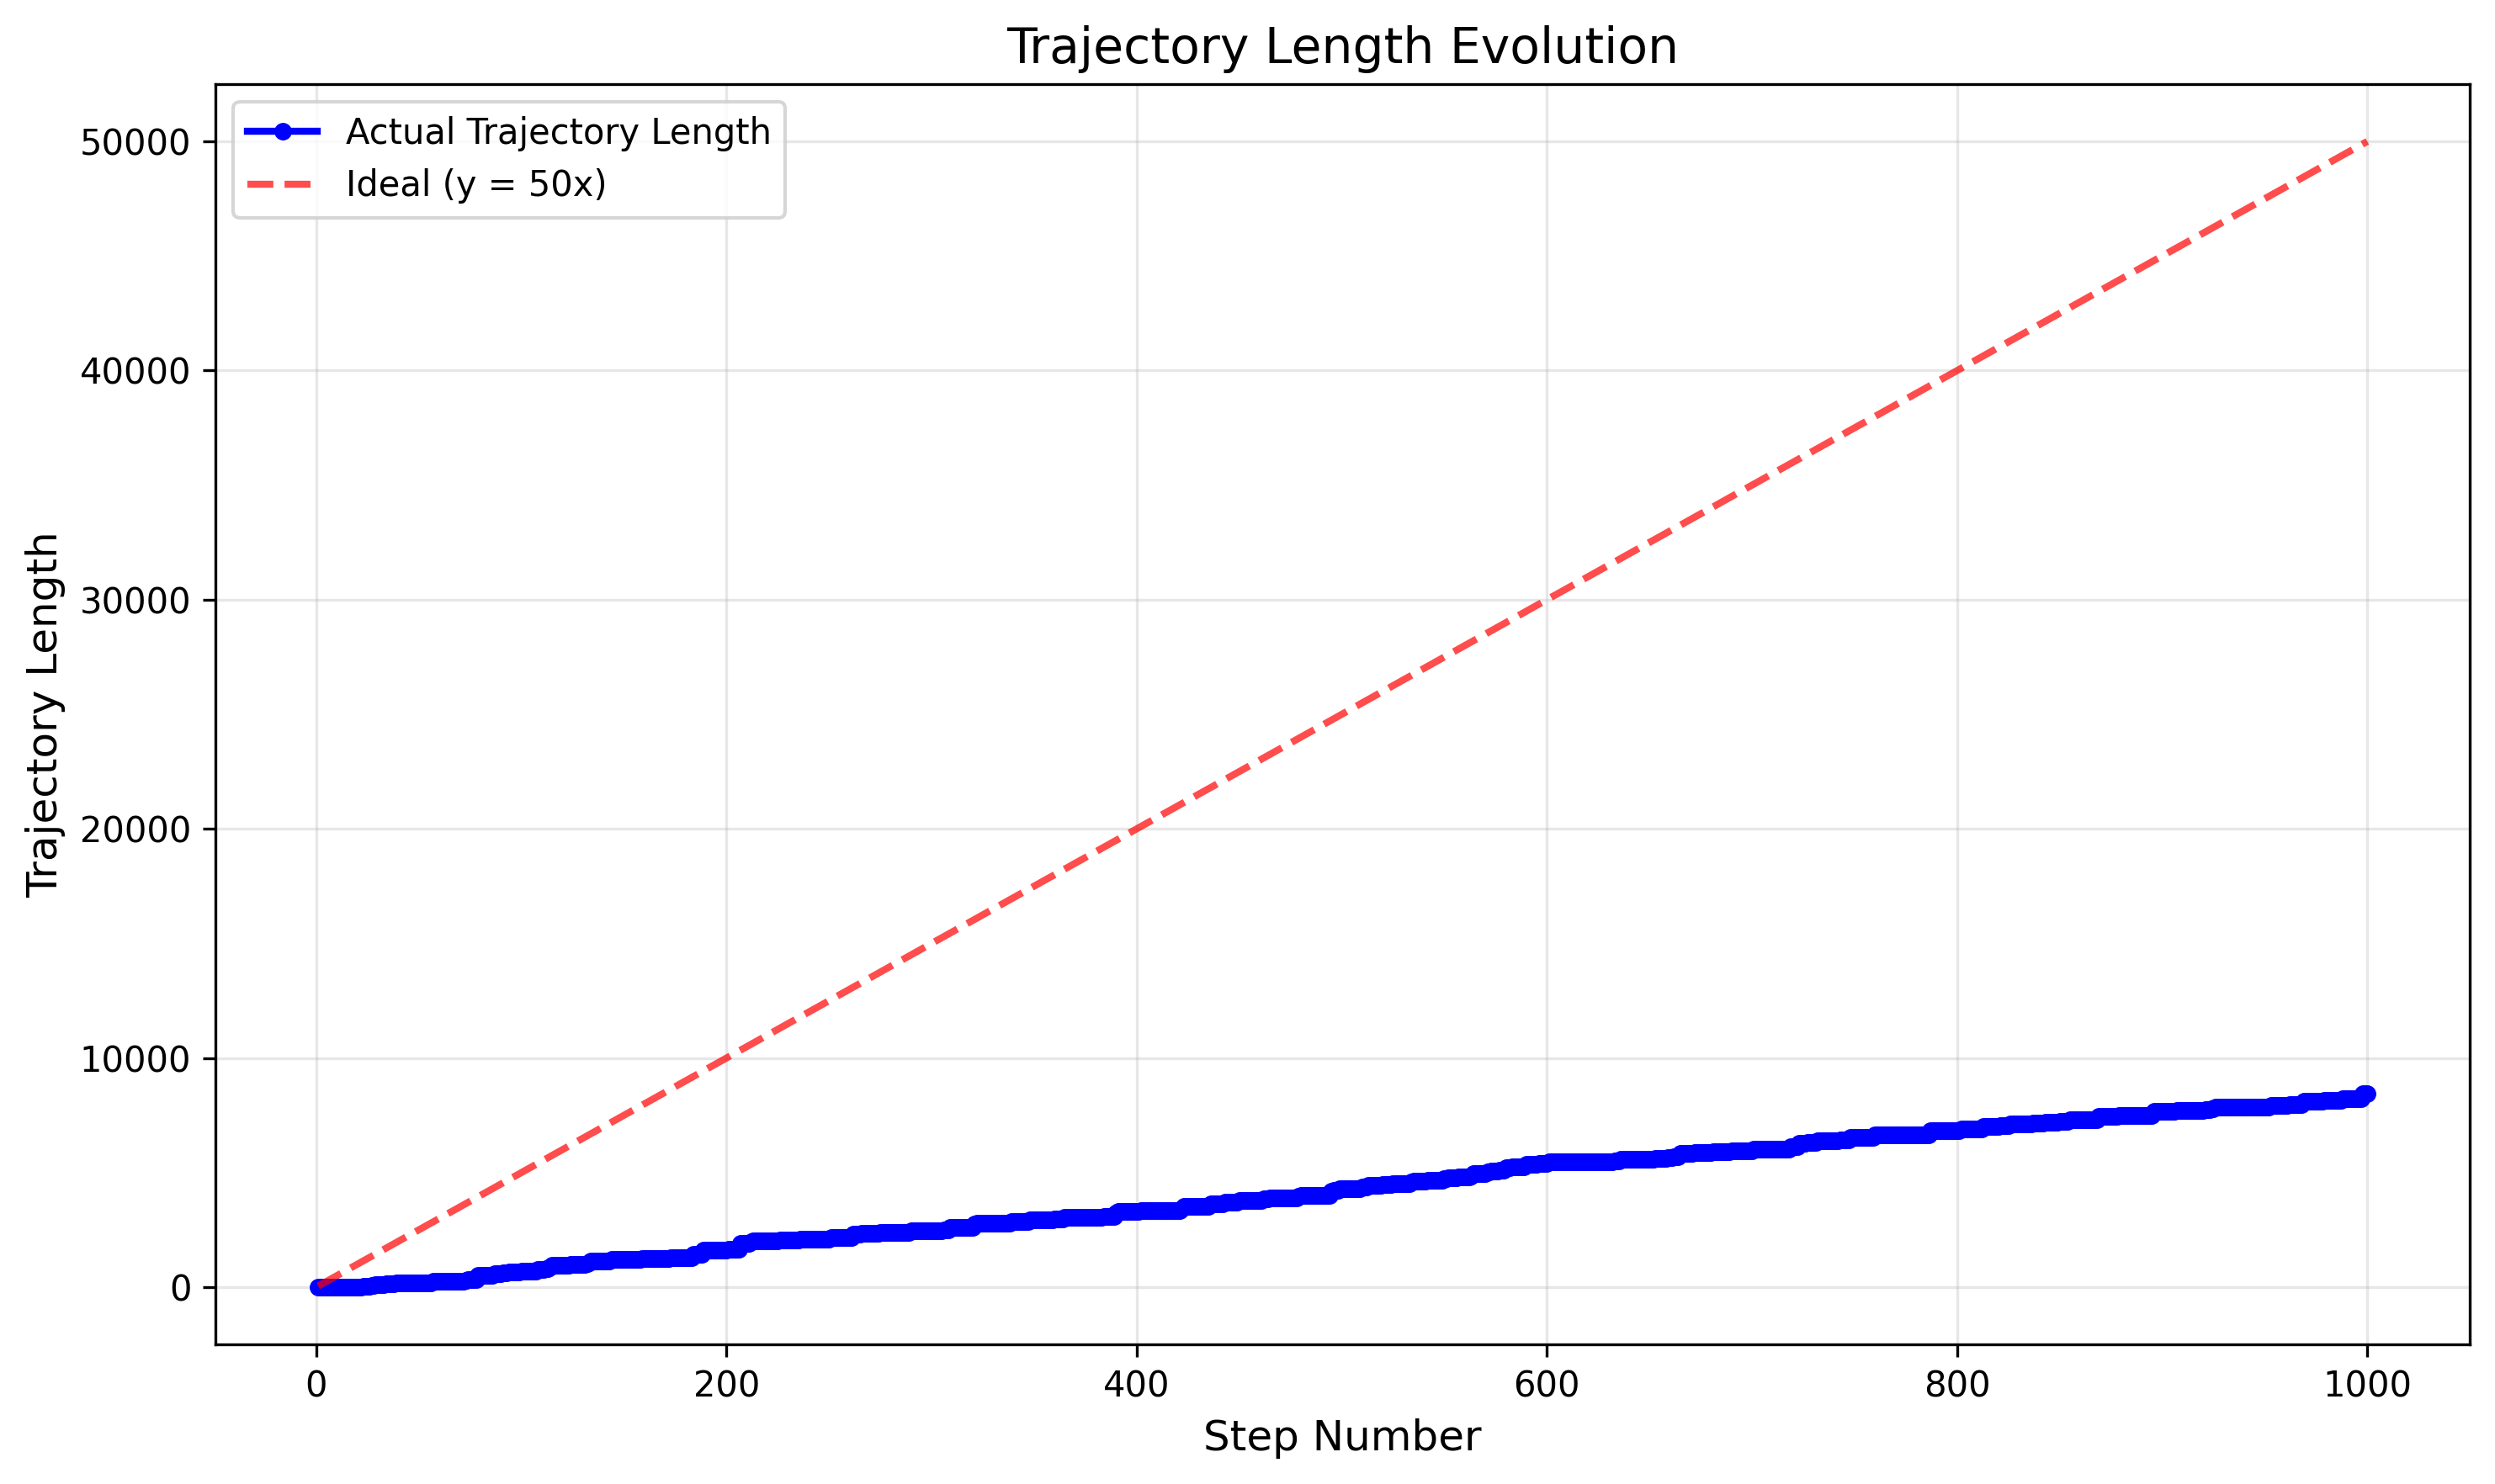 Trajectory Length Evolution
Actual Trajectory Length
Ideal (y = 50x)
50000
40000
30000
20000
10000
0
Trajectory Length
0 200 400 600 800 1000
Step Number